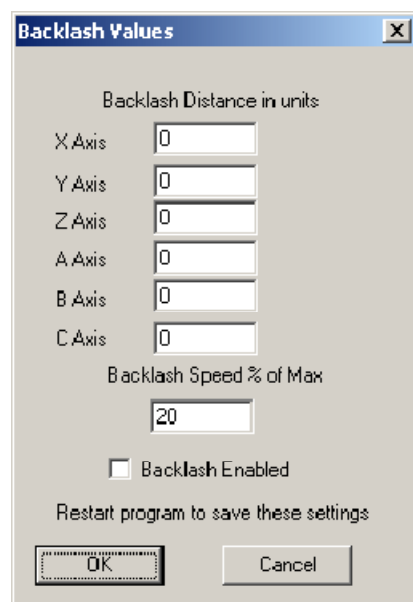 Backlash Values
Backlash Distance in units
X Axis 0
Y Axis 0
Z Axis 0
A Axis 0
B Axis 0
C Axis 0
Backlash Speed % of Max
20
Backlash Enabled
Restart program to save these settings
OK Cancel